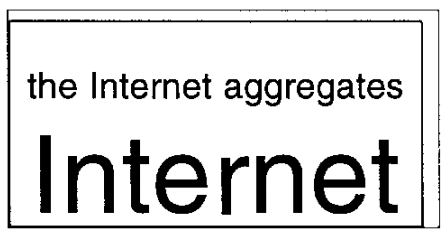 the Internet aggregates
Internet